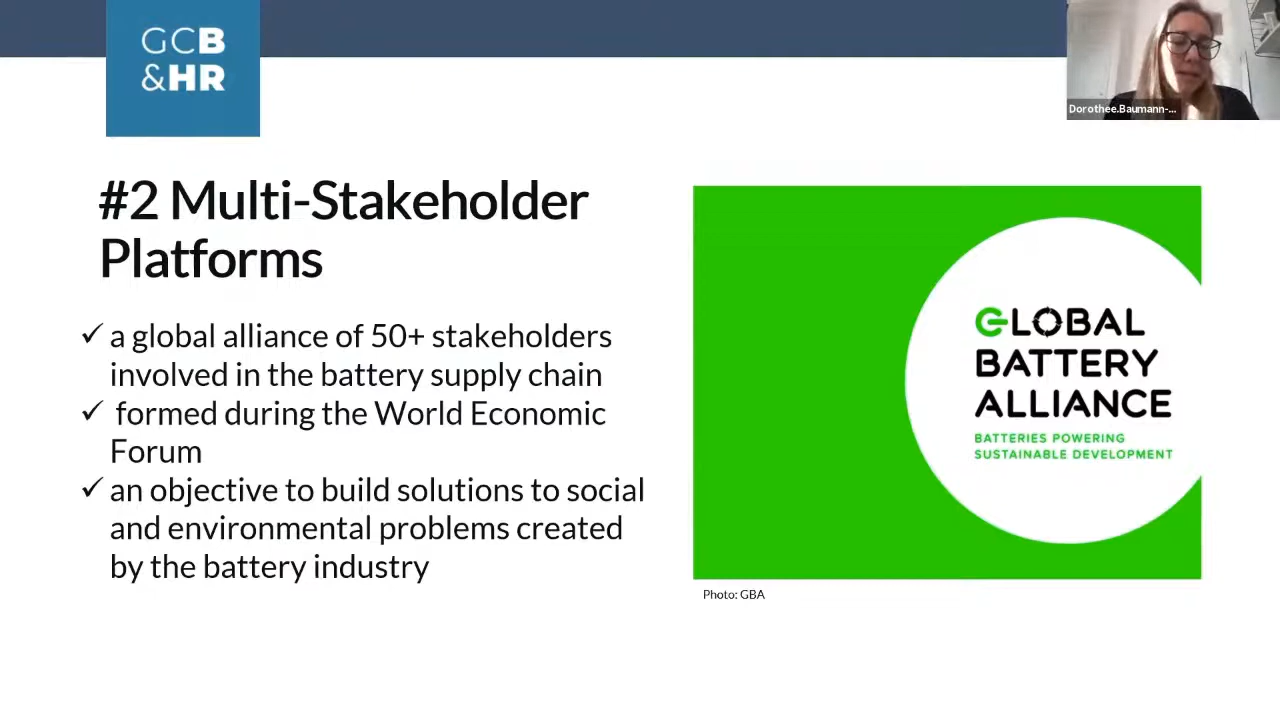 GCB
&HR
Dorothee.Baumann-...
#2 Multi-Stakeholder
Platforms
✓ a global alliance of 50+ stakeholders
involved in the battery supply chain
✓ formed during the World Economic
Forum
✓ an objective to build solutions to social
and environmental problems created
by the battery industry
GLOBAL
BATTERY
ALLIANCE
BATTERIES POWERING
SUSTAINABLE DEVELOPMENT
Photo: GBA